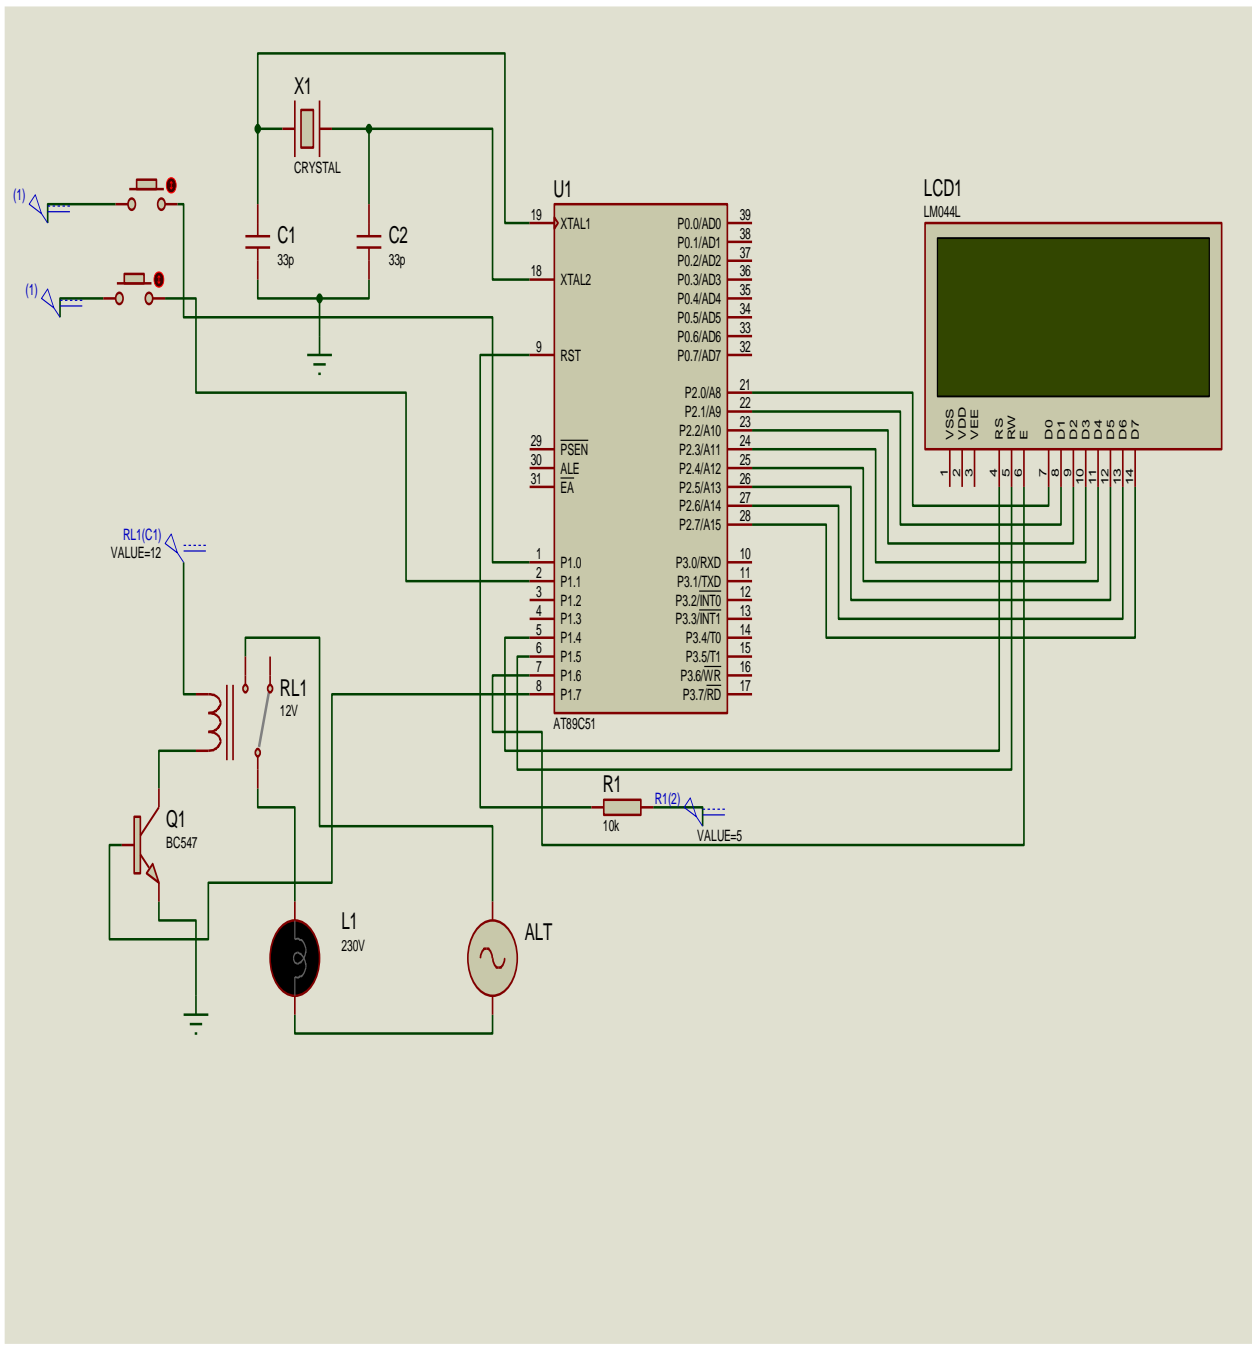 X1
CRYSTAL
(1)
(1)
C1
33p
C2
33p
U1
19 XTAL1
18 XTAL2
9 RST
29 PSEN
30 ALE
31 EA
1 P1.0
2 P1.1
3 P1.2
4 P1.3
5 P1.4
6 P1.5
7 P1.6
8 P1.7
P0.0/AD0 39
P0.1/AD1 38
P0.2/AD2 37
P0.3/AD3 36
P0.4/AD4 35
P0.5/AD5 34
P0.6/AD6 33
P0.7/AD7 32
P2.0/A8 21
P2.1/A9 22
P2.2/A10 23
P2.3/A11 24
P2.4/A12 25
P2.5/A13 26
P2.6/A14 27
P2.7/A15 28
P3.0/RXD 10
P3.1/TXD 11
P3.2/INT0 12
P3.3/INT1 13
P3.4/T0 14
P3.5/T1 15
P3.6/WR 16
P3.7/RD 17
AT89C51
LCD1
LM044L
VSS VDD VEE RS RW E D0 D1 D2 D3 D4 D5 D6 D7
1 2 3 4 5 6 7 8 9 10 11 12 13 14
RL1(C1)
VALUE=12
RL1
12V
Q1
BC547
R1
10k
R1(2)
VALUE=5
L1
230V
ALT